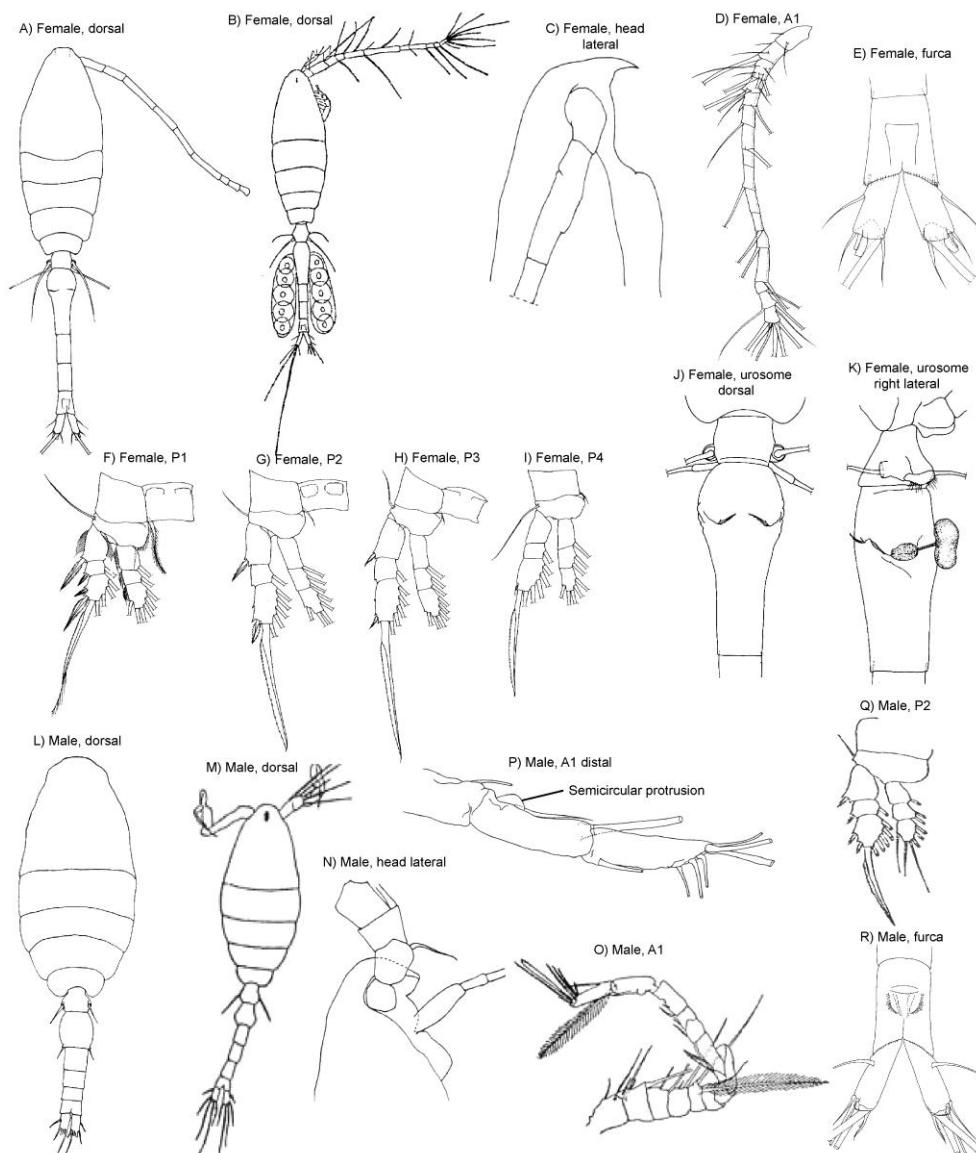 A) Female, dorsal
B) Female, dorsal
C) Female, head
lateral
D) Female, A1
E) Female, furca
F) Female, P1
G) Female, P2
H) Female, P3
I) Female, P4
J) Female, urosome
dorsal
K) Female, urosome
right lateral
L) Male, dorsal
M) Male, dorsal
N) Male, head lateral
O) Male, A1
P) Male, A1 distal
Semicircular protrusion
Q) Male, P2
R) Male, furca